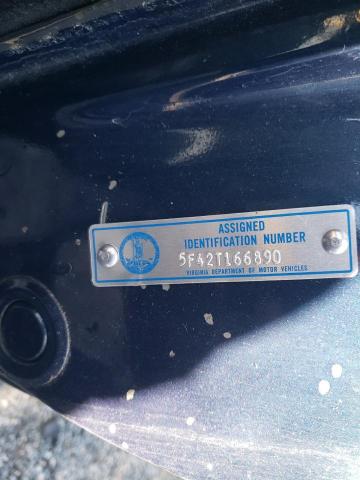 ASSIGNED
IDENTIFICATION NUMBER
5F42T166890
VIRGINIA DEPARTMENT OF MOTOR VEHICLES